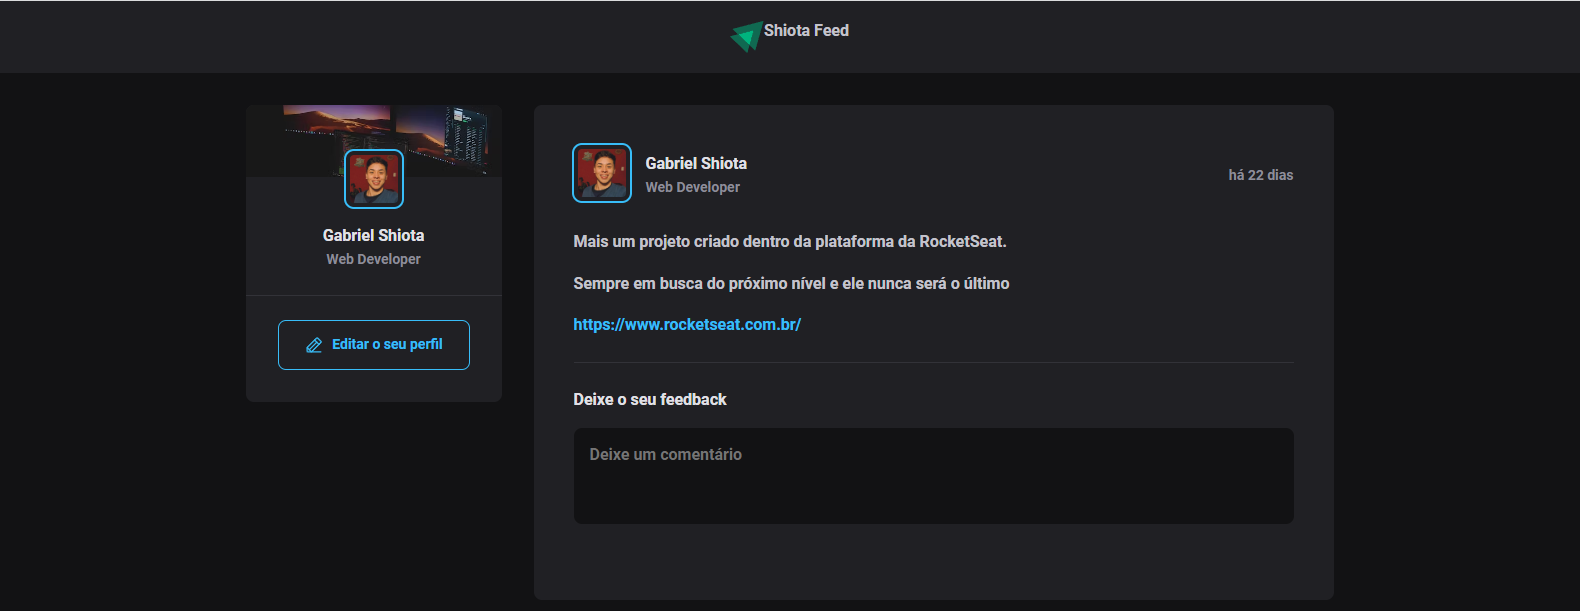 Shiota Feed
Gabriel Shiota
Web Developer
Editar o seu perfil
Gabriel Shiota
Web Developer
há 22 dias
Mais um projeto criado dentro da plataforma da RocketSeat.
Sempre em busca do próximo nível e ele nunca será o último
https://www.rocketseat.com.br/
Deixe o seu feedback
Deixe um comentário